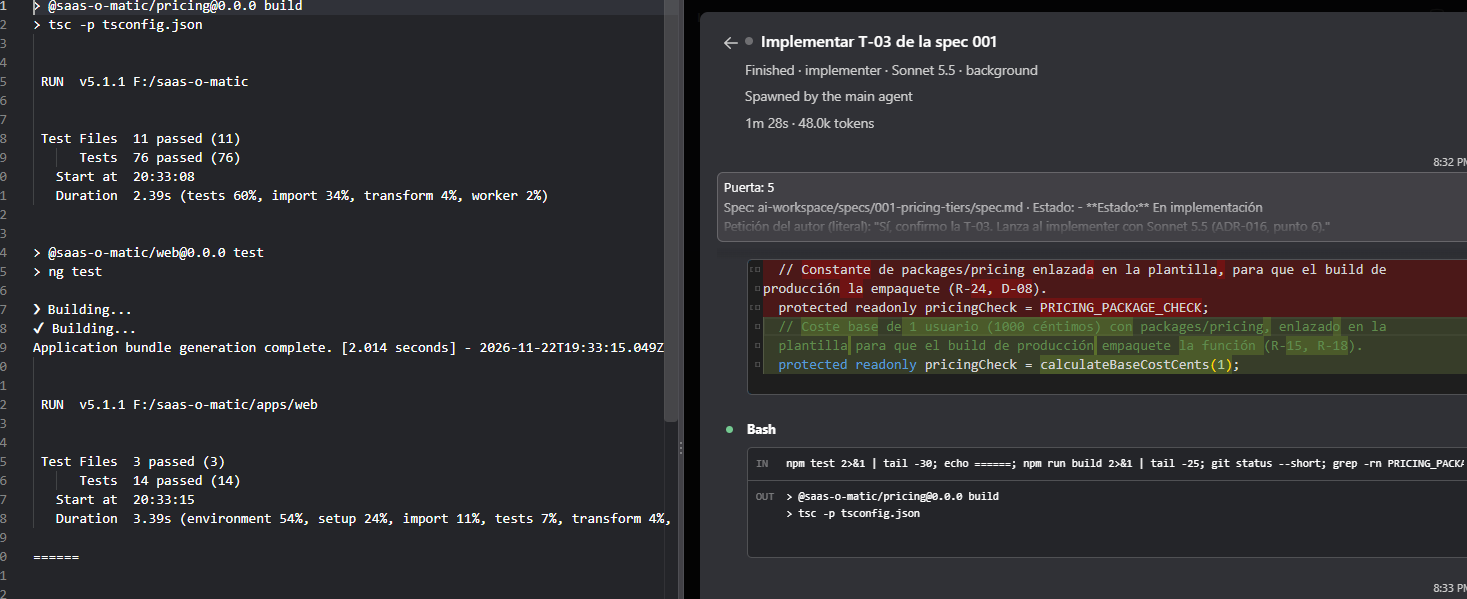 > @saas-o-matic/pricing@0.0.0 build
> tsc -p tsconfig.json
RUN v5.1.1 F:/saas-o-matic
Test Files 11 passed (11)
Tests 76 passed (76)
Start at 20:33:08
Duration 2.39s (tests 60%, import 34%, transform 4%, worker 2%)
> @saas-o-matic/web@0.0.0 test
> ng test
❯ Building...
✓ Building...
Application bundle generation complete. [2.014 seconds] - 2026-11-22T19:33:15.049Z
RUN v5.1.1 F:/saas-o-matic/apps/web
Test Files 3 passed (3)
Tests 14 passed (14)
Start at 20:33:15
Duration 3.39s (environment 54%, setup 24%, import 11%, tests 7%, transform 4%,
======
← Implementar T-03 de la spec 001
Finished · implementer · Sonnet 5.5 · background
Spawned by the main agent
1m 28s · 48.0k tokens
8:32 PM
Puerta: 5
Spec: ai-workspace/specs/001-pricing-tiers/spec.md · Estado: - **Estado:** En implementación
Petición del autor (literal): "Sí, confirmo la T-03. Lanza al implementer con Sonnet 5.5 (ADR-016, punto 6)."
// Constante de packages/pricing enlazada en la plantilla, para que el build de
producción la empaquete (R-24, D-08).
protected readonly pricingCheck = PRICING_PACKAGE_CHECK;
// Coste base de 1 usuario (1000 céntimos) con packages/pricing, enlazado en la
plantilla para que el build de producción empaquete la función (R-15, R-18).
protected readonly pricingCheck = calculateBaseCostCents(1);
Bash
IN npm test 2>&1 | tail -30; echo ======; npm run build 2>&1 | tail -25; git status --short; grep -rn PRICING_PACKA
OUT > @saas-o-matic/pricing@0.0.0 build
> tsc -p tsconfig.json
8:33 PM